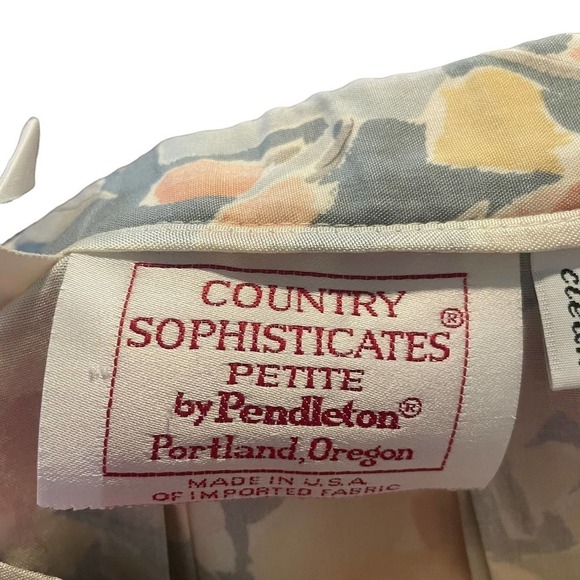 COUNTRY
SOPHISTICATES®
PETITE
by Pendleton®
Portland, Oregon
MADE IN U.S.A
OF IMPORTED FABRIC